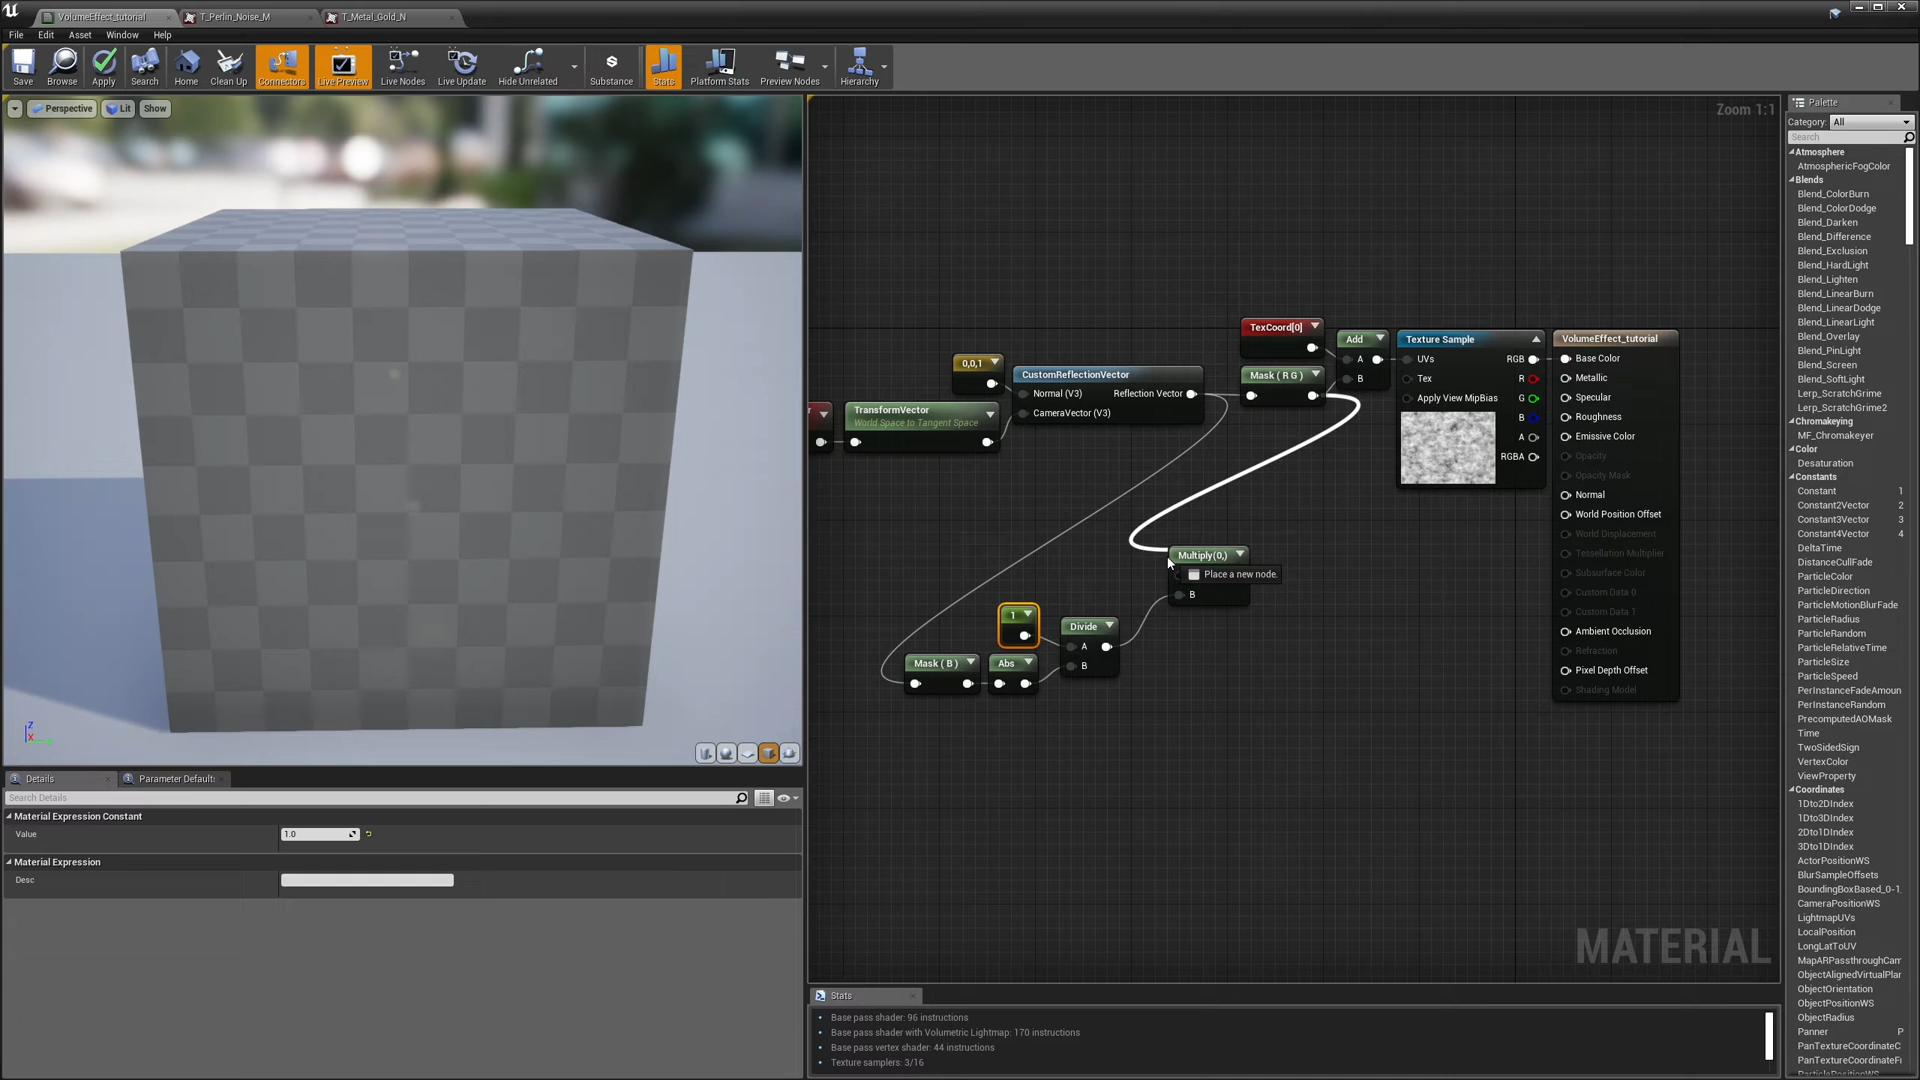 VolumeEffect_tutorial
T_Perlin_Noise_M
T_Metal_Gold_N
File Edit Asset Window Help
Save Browse Apply Search Home Clean Up Connectors Live Preview Live Nodes Live Update Hide Unrelated Substance Stats Platform Stats Preview Nodes Hierarchy
Perspective Lit Show
Zoom 1:1
Palette
Category: All
Search
Atmosphere
AtmosphericFogColor
Blends
Blend_ColorBurn
Blend_ColorDodge
Blend_Darken
Blend_Difference
Blend_Exclusion
Blend_HardLight
Blend_Lighten
Blend_LinearBurn
Blend_LinearDodge
Blend_LinearLight
Blend_Overlay
Blend_PinLight
Blend_Screen
Blend_SoftLight
Lerp_ScratchGrime
Lerp_ScratchGrime2
Chromakeying
MF_Chromakeyer
Color
Desaturation
Constants
Constant 1
Constant2Vector 2
Constant3Vector 3
Constant4Vector 4
DeltaTime
DistanceCullFade
ParticleColor
ParticleDirection
ParticleMotionBlurFade
ParticleRadius
ParticleRandom
ParticleRelativeTime
ParticleSize
ParticleSpeed
PerInstanceFadeAmoun
PerInstanceRandom
PrecomputedAOMask
Time
TwoSidedSign
VertexColor
ViewProperty
Coordinates
1Dto2DIndex
1Dto3DIndex
2Dto1DIndex
3Dto1DIndex
ActorPositionWS
BlurSampleOffsets
BoundingBoxBased_0-1
CameraPositionWS
LightmapUVs
LocalPosition
LongLatToUV
MapARPassthroughCam
ObjectAlignedVirtualPlan
ObjectOrientation
ObjectPositionWS
ObjectRadius
Panner P
PanTextureCoordinateC
PanTextureCoordinateFr
ParticlePositionWS
r
TransformVector
World Space to Tangent Space
0,0,1
CustomReflectionVector
Normal (V3) Reflection Vector
CameraVector (V3)
TexCoord[0]
Mask ( R G )
Add
A
B
Texture Sample
UVs RGB
Tex R
Apply View MipBias G
B
A
RGBA
VolumeEffect_tutorial
Base Color
Metallic
Specular
Roughness
Emissive Color
Opacity
Opacity Mask
Normal
World Position Offset
World Displacement
Tessellation Multiplier
Subsurface Color
Custom Data 0
Custom Data 1
Ambient Occlusion
Refraction
Pixel Depth Offset
Shading Model
Multiply(0,)
Place a new node.
B
1
Divide
A
B
Mask ( B )
Abs
MATERIAL
Z
X
Details
Parameter Defaults
Search Details
Material Expression Constant
Value 1.0
Material Expression
Desc
Stats
Base pass shader: 96 instructions
Base pass shader with Volumetric Lightmap: 170 instructions
Base pass vertex shader: 44 instructions
Texture samplers: 3/16